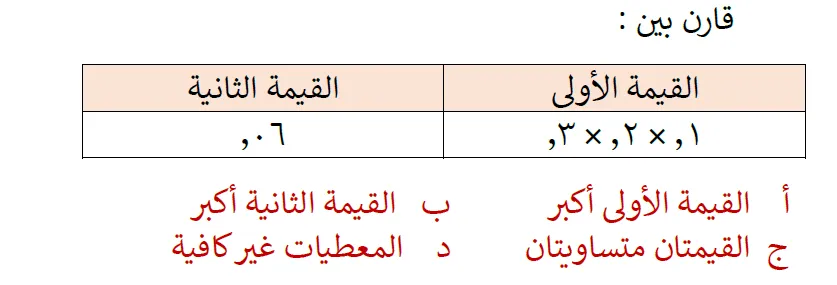 قارن بين :
القيمة الأولى القيمة الثانية
٣, × ٢, × ١, ٠٦,
أ القيمة الأولى أكبر ب القيمة الثانية أكبر
ج القيمتان متساويتان د المعطيات غير كافية